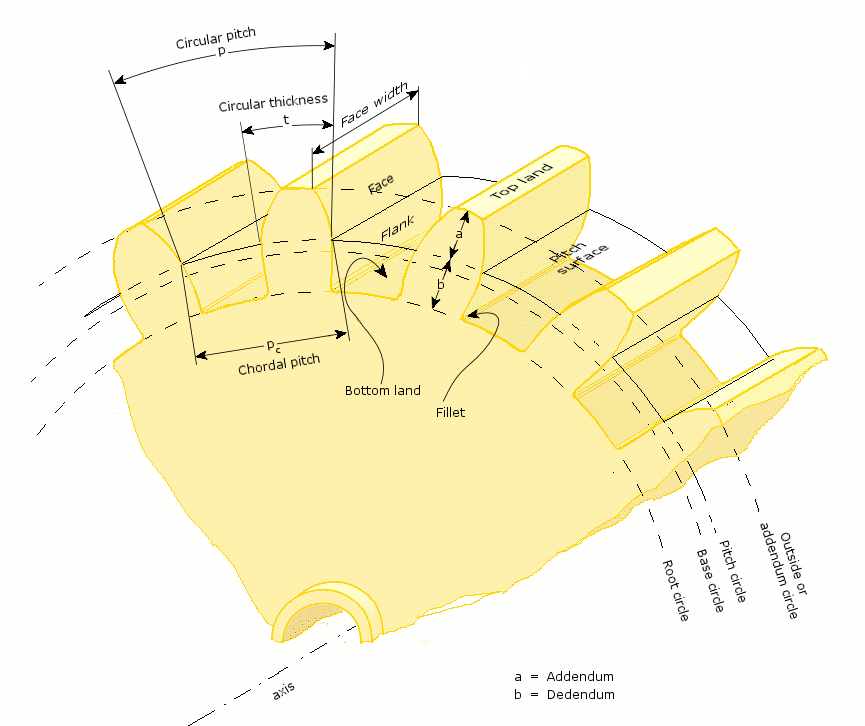 Circular pitch
p
Circular thickness
t
Face width
Face
Flank
Top land
a
b
Pitch
surface
pc
Chordal pitch
Bottom land
Fillet
Outside or
addendum circle
Pitch circle
Base circle
Root circle
axis
a = Addendum
b = Dedendum